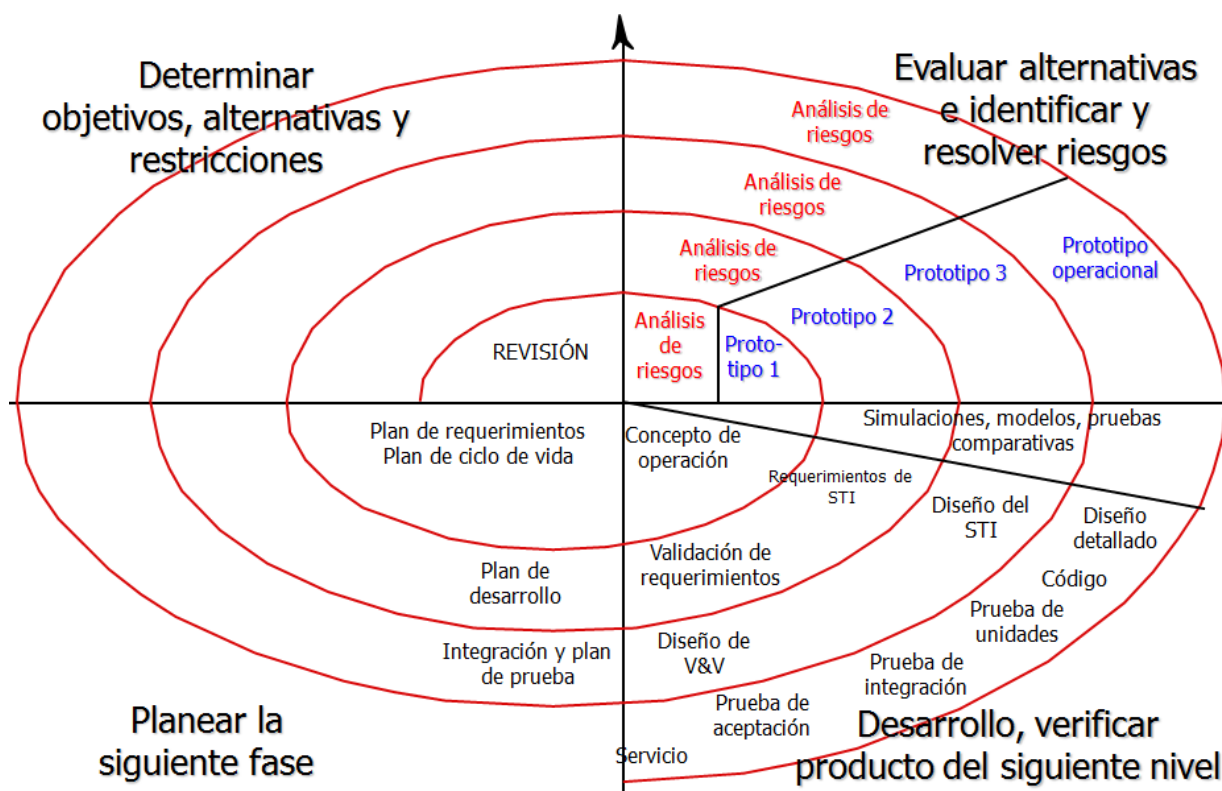 Determinar
objetivos, alternativas y
restricciones
Evaluar alternativas
e identificar y
resolver riesgos
Análisis de
riesgos
Análisis de
riesgos
Análisis de
riesgos
Análisis
de
riesgos
Proto-
tipo 1
Prototipo 2
Prototipo 3
Prototipo
operacional
REVISIÓN
Plan de requerimientos
Plan de ciclo de vida
Concepto de
operación
Simulaciones, modelos, pruebas
comparativas
Requerimientos de
STI
Diseño del
STI
Diseño
detallado
Código
Prueba de
unidades
Prueba de
integración
Prueba de
aceptación
Servicio
Validación de
requerimientos
Diseño de
V&V
Plan de
desarrollo
Integración y plan
de prueba
Planear la
siguiente fase
Desarrollo, verificar
producto del siguiente nivel